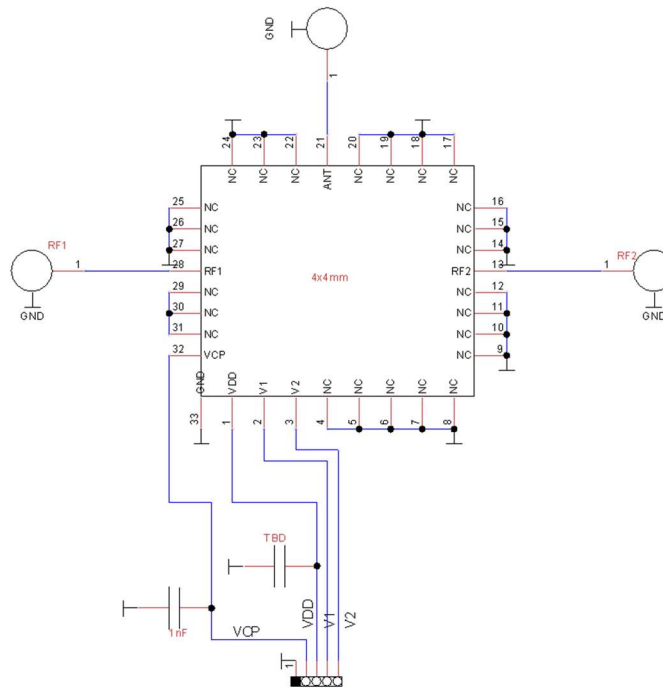 GND
1
24 23 22 21 20 19 18 17
NC NC NC ANT NC NC NC NC
25 NC NC 16
26 NC NC 15
27 NC NC 14
RF1 1 28 RF1 4x4mm RF2 13 1 RF2
29 NC NC 12
GND 30 NC NC 11 GND
31 NC NC 10
32 VCP NC 9
GND VDD V1 V2 NC NC NC NC NC
33 1 2 3 4 5 6 7 8
TBD
1nF
VCP VDD V1 V2
1